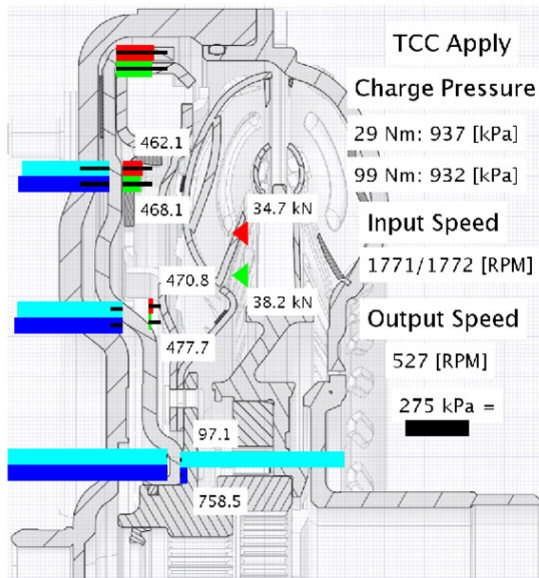 TCC Apply
Charge Pressure
462.1
29 Nm: 937 [kPa]
99 Nm: 932 [kPa]
468.1
34.7 kN
Input Speed
1771/1772 [RPM]
470.8
38.2 kN
Output Speed
477.7
527 [RPM]
275 kPa =
97.1
758.5